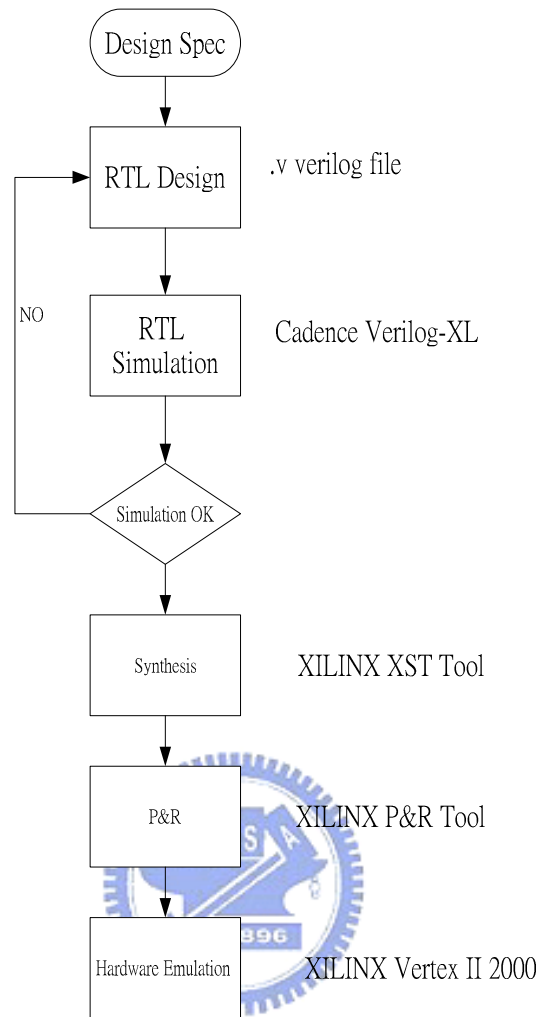 Design Spec
RTL Design
.v verilog file
NO
RTL
Simulation
Cadence Verilog-XL
Simulation OK
Synthesis
XILINX XST Tool
P&R
XILINX P&R Tool
S
A
896
Hardware Emulation
XILINX Vertex II 2000